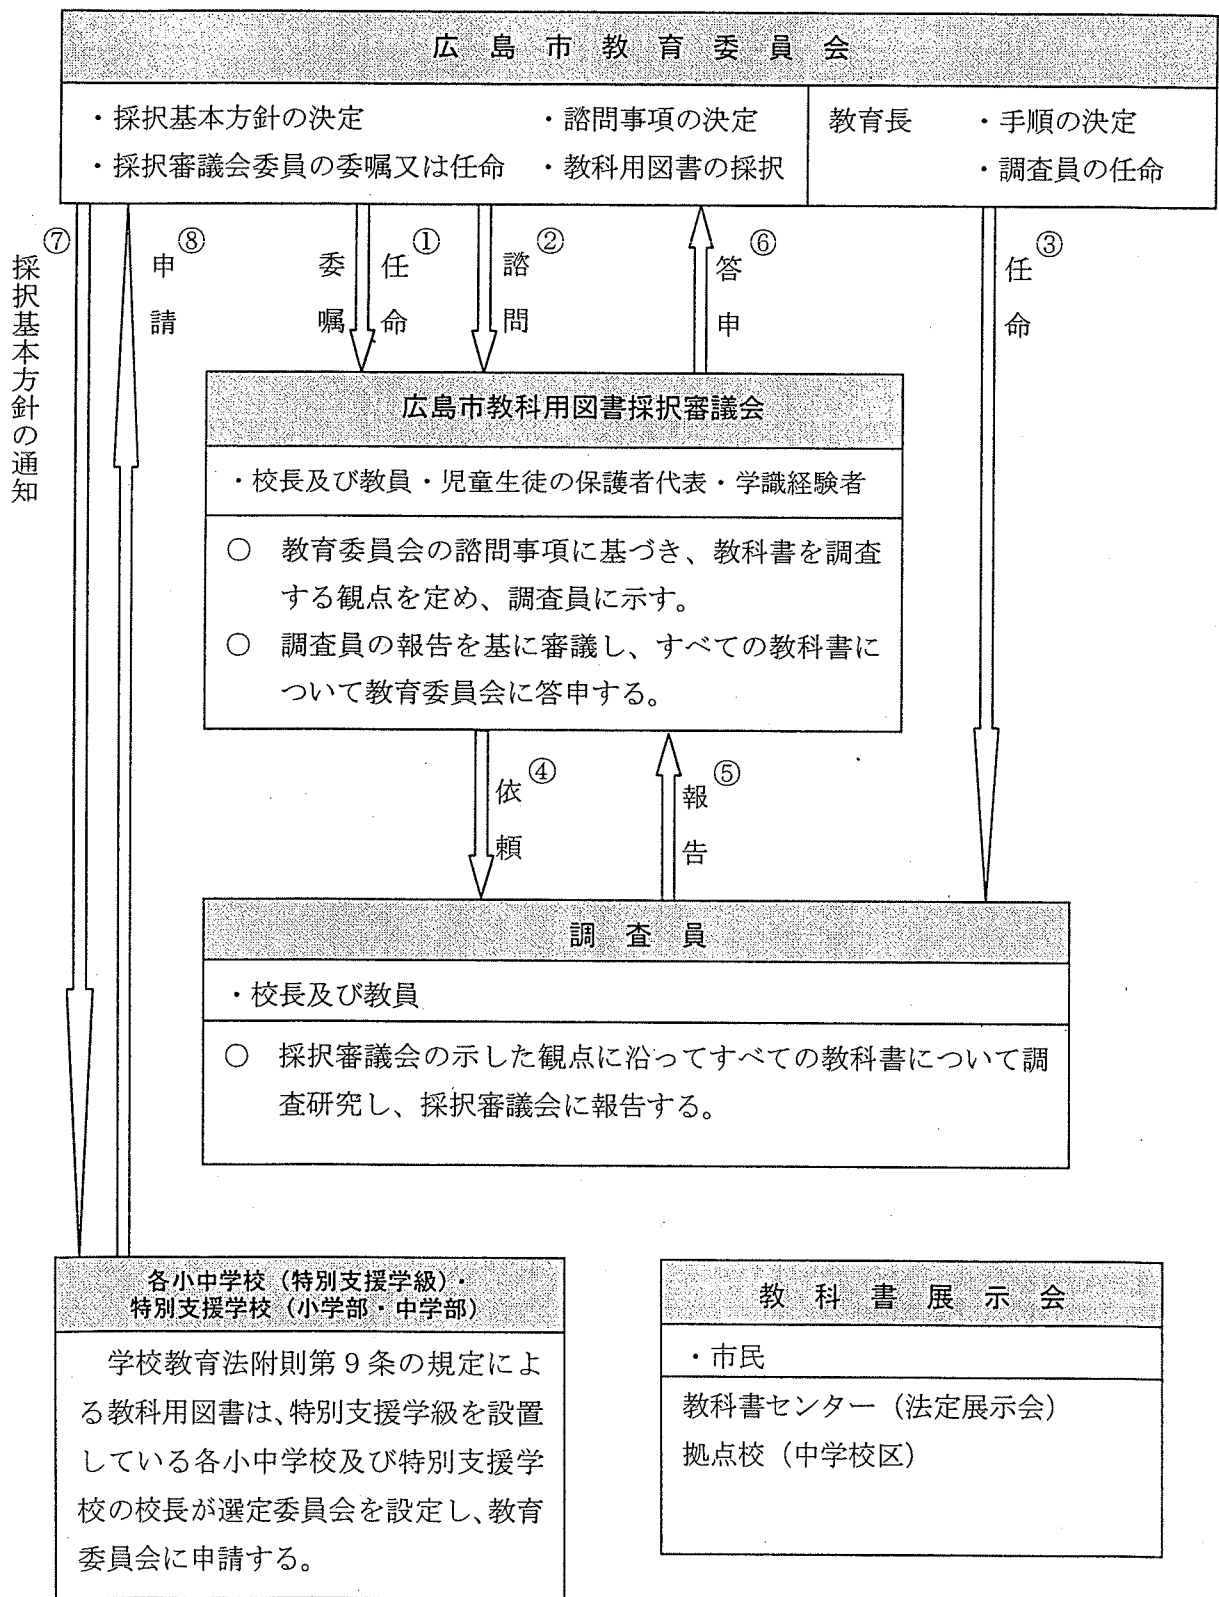 広島市教育委員会
・採択基本方針の決定
・諮問事項の決定
・採択審議会委員の委嘱又は任命
・教科用図書の採択
教育長
・手順の決定
・調査員の任命
⑦
採択基本方針の通知
⑧
申請
委嘱
任命
①
諮問
②
答申
⑥
任命
③
広島市教科用図書採択審議会
・校長及び教員・児童生徒の保護者代表・学識経験者
○ 教育委員会の諮問事項に基づき、教科書を調査
する観点を定め、調査員に示す。
○ 調査員の報告を基に審議し、すべての教科書に
ついて教育委員会に答申する。
依頼
④
報告
⑤
調査員
・校長及び教員
○ 採択審議会の示した観点に沿ってすべての教科書について調
査研究し、採択審議会に報告する。
各小中学校（特別支援学級）・
特別支援学校（小学部・中学部）
学校教育法附則第9条の規定によ
る教科用図書は、特別支援学級を設置
している各小中学校及び特別支援学
校の校長が選定委員会を設定し、教育
委員会に申請する。
教科書展示会
・市民
教科書センター（法定展示会）
拠点校（中学校区）